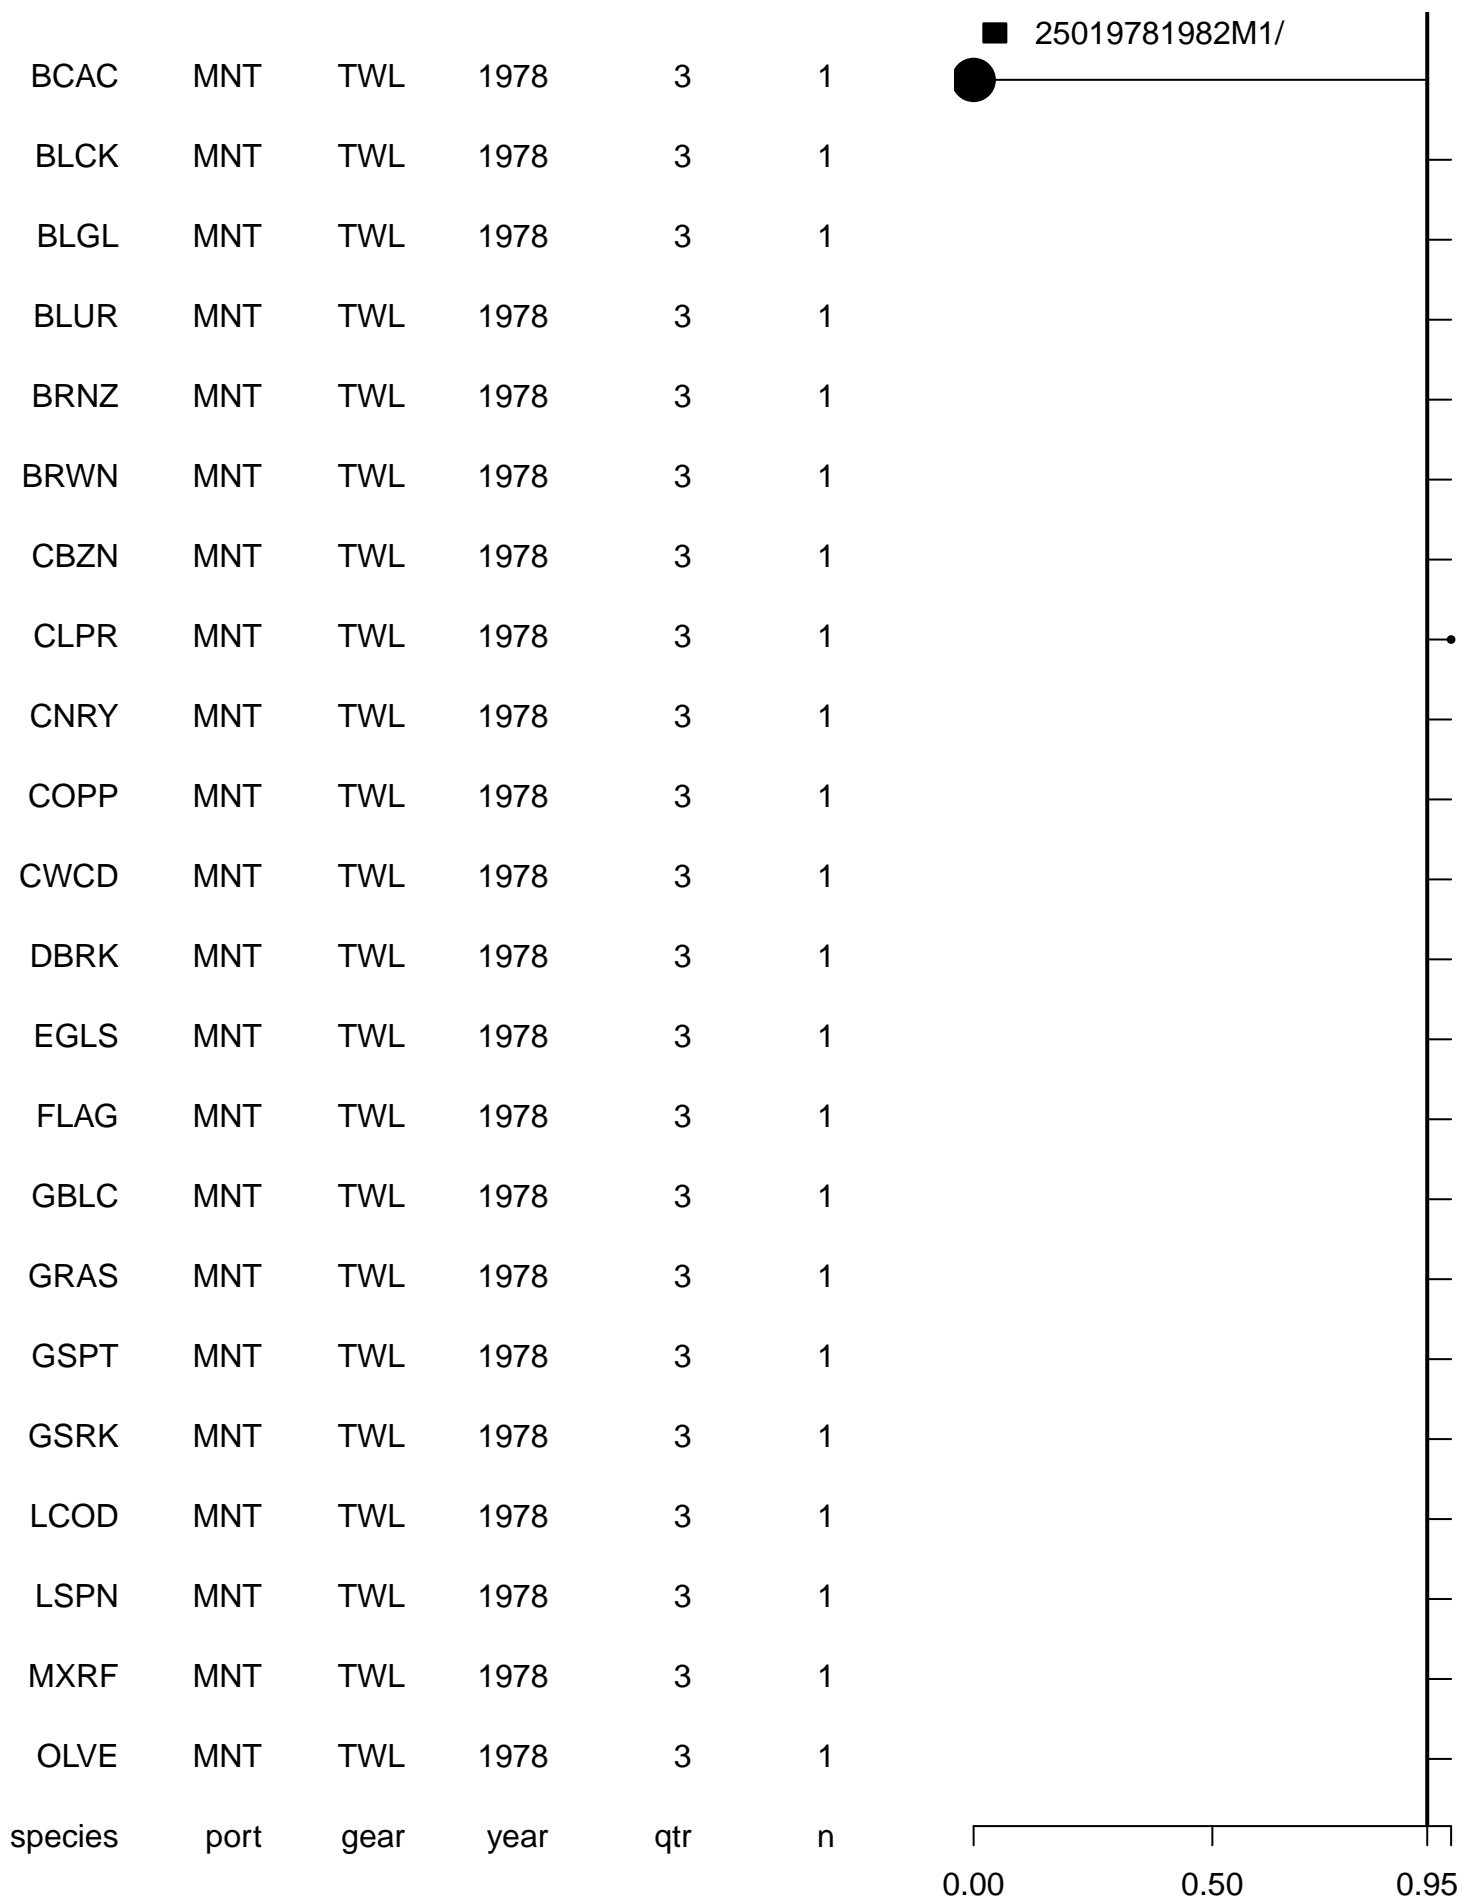 25019781982M1/
BCAC MNT TWL 1978 3 1
BLCK MNT TWL 1978 3 1
BLGL MNT TWL 1978 3 1
BLUR MNT TWL 1978 3 1
BRNZ MNT TWL 1978 3 1
BRWN MNT TWL 1978 3 1
CBZN MNT TWL 1978 3 1
CLPR MNT TWL 1978 3 1
CNRY MNT TWL 1978 3 1
COPP MNT TWL 1978 3 1
CWCD MNT TWL 1978 3 1
DBRK MNT TWL 1978 3 1
EGLS MNT TWL 1978 3 1
FLAG MNT TWL 1978 3 1
GBLC MNT TWL 1978 3 1
GRAS MNT TWL 1978 3 1
GSPT MNT TWL 1978 3 1
GSRK MNT TWL 1978 3 1
LCOD MNT TWL 1978 3 1
LSPN MNT TWL 1978 3 1
MXRF MNT TWL 1978 3 1
OLVE MNT TWL 1978 3 1
species port gear year qtr n
0.00 0.50 0.95